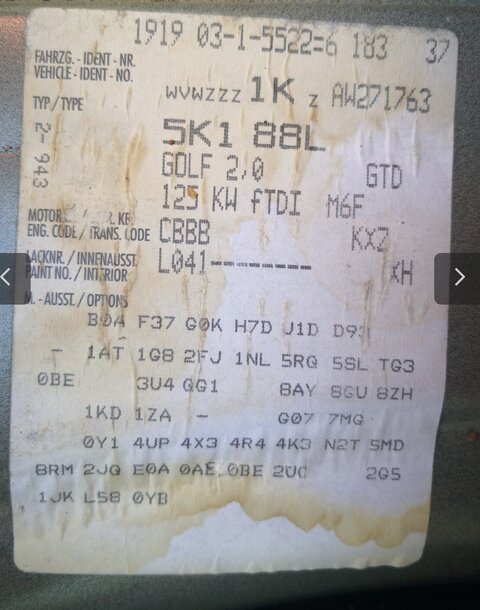 1919 03-1-5522=6 183 37
FAHRZG. - IDENT - NR.
VEHICLE - IDENT - NO.
WVWZZZ 1K Z AW271763
TYP / TYPE
5K1 88L
2-943
GOLF 2,0 GTD
125 KW fTDI M6F
MOTOR KB
ENG. CODE / TRANS. CODE CBBB KXZ
LACKNR. / INNENAUSST.
PAINT NO. / INTERIOR L041 XH
M. - AUSST. / OPTIONS
B0A F37 G0K H7D J1D
- 1AT 1G8 2FJ 1NL 5RQ 5SL TG3
0BE 3U4 QG1 8AY 8GU 8ZH
1KD 1ZA - G07 7MG
0Y1 4UP 4X3 4R4 4K3 N2T 5MD
8RM 2JQ E0A 0AE 0BE 2UC 2G5
1JK L58 0YB